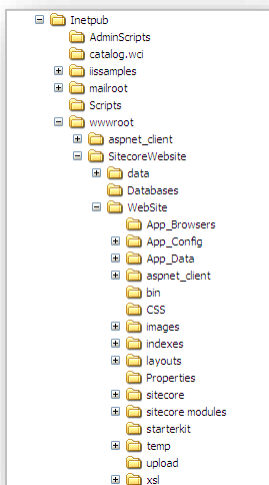 Inetpub
AdminScripts
catalog.wci
iissamples
mailroot
Scripts
wwwroot
aspnet_client
SitecoreWebsite
data
Databases
WebSite
App_Browsers
App_Config
App_Data
aspnet_client
bin
CSS
images
indexes
layouts
Properties
sitecore
sitecore modules
starterkit
temp
upload
xsl